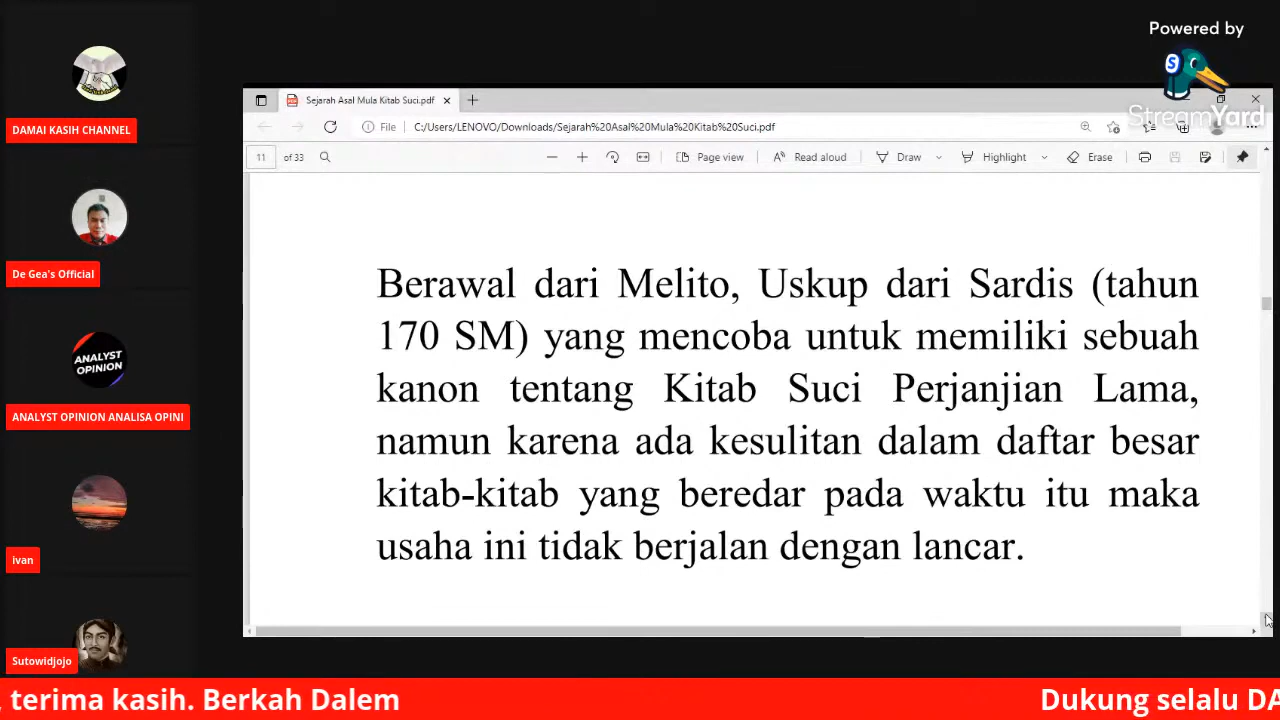 Powered by
StreamYard
DAMAI KASIH CHANNEL
De Gea's Official
ANALYST
OPINION
ANALYST OPINION ANALISA OPINI
ivan
Sutowidjojo
Sejarah Asal Mula Kitab Suci.pdf
File C:/Users/LENOVO/Downloads/Sejarah%20Asal%20Mula%20Kitab%20Suci.pdf
11 of 33 Page view Read aloud Draw Highlight Erase
Berawal dari Melito, Uskup dari Sardis (tahun
170 SM) yang mencoba untuk memiliki sebuah
kanon tentang Kitab Suci Perjanjian Lama,
namun karena ada kesulitan dalam daftar besar
kitab-kitab yang beredar pada waktu itu maka
usaha ini tidak berjalan dengan lancar.
, terima kasih. Berkah Dalem Dukung selalu DA